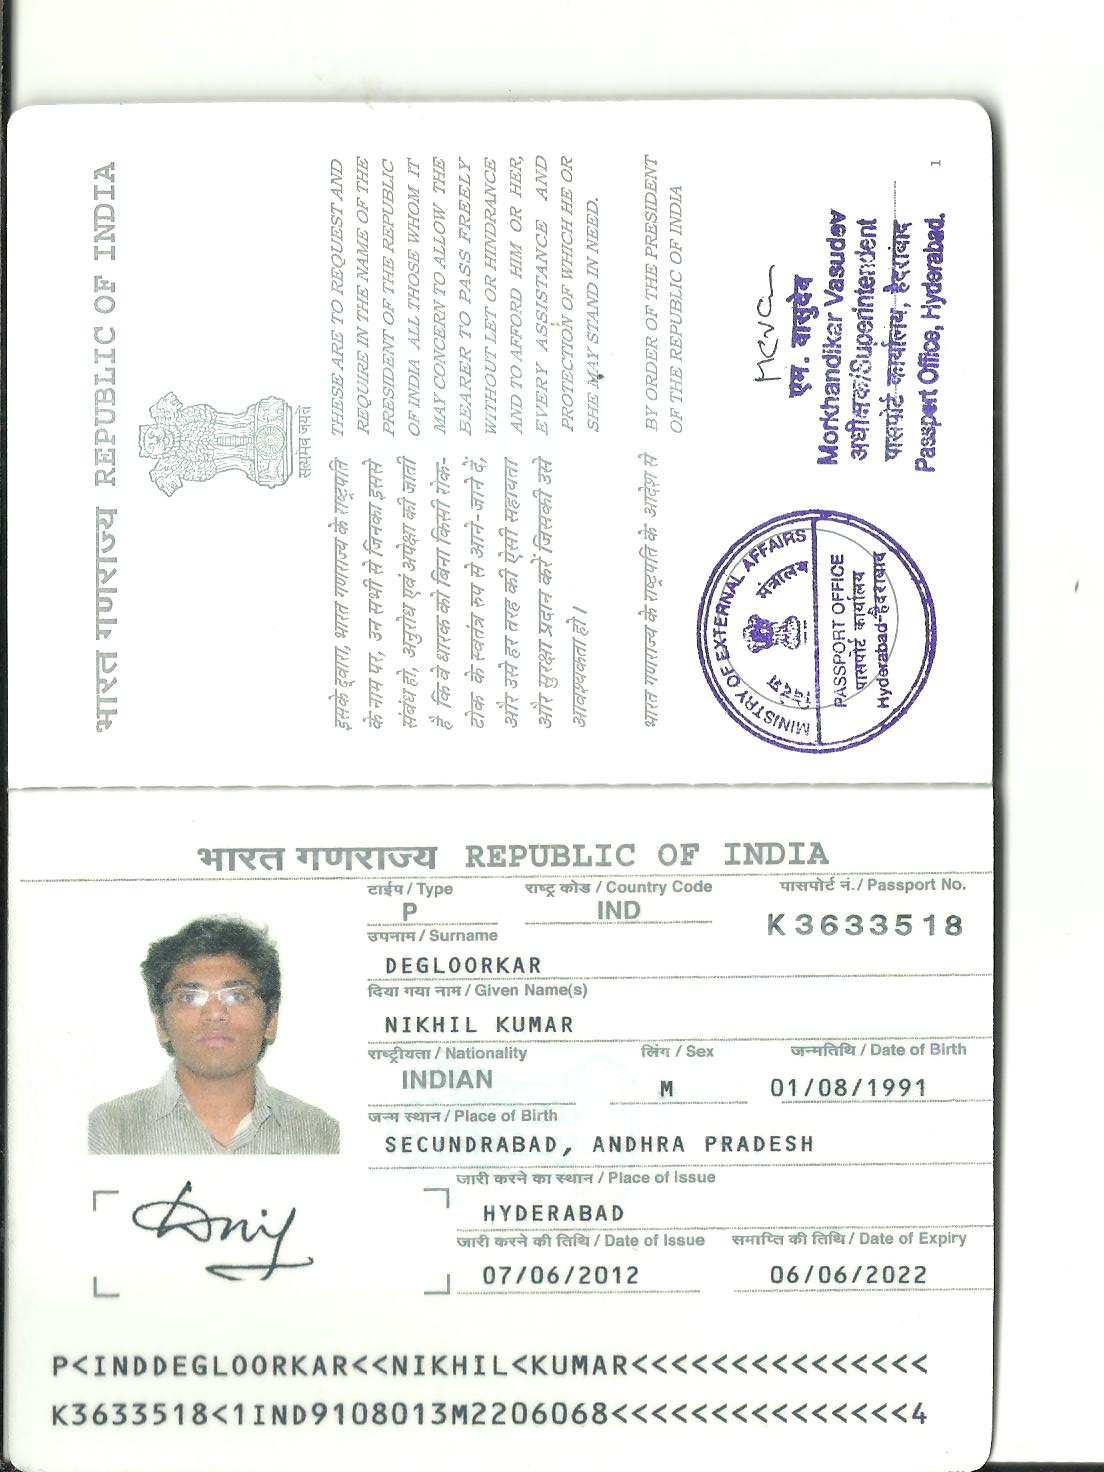 भारत गणराज्य REPUBLIC OF INDIA
सत्यमेव जयते
इसके द्वारा, भारत गणराज्य के राष्ट्रपति
के नाम पर, उन सभी से जिनका इससे
संबंध हो, अनुरोध एवं अपेक्षा की जाती
है कि वे धारक को बिना किसी रोक-
टोक के स्वतंत्र रूप से आने-जाने दें,
और उसे हर तरह की ऐसी सहायता
और सुरक्षा प्रदान करें जिसकी उसे
आवश्यकता हो।
THESE ARE TO REQUEST AND
REQUIRE IN THE NAME OF THE
PRESIDENT OF THE REPUBLIC
OF INDIA ALL THOSE WHOM IT
MAY CONCERN TO ALLOW THE
BEARER TO PASS FREELY
WITHOUT LET OR HINDRANCE
AND TO AFFORD HIM OR HER,
EVERY ASSISTANCE AND
PROTECTION OF WHICH HE OR
SHE MAY STAND IN NEED.
भारत गणराज्य के राष्ट्रपति के आदेश से
BY ORDER OF THE PRESIDENT
OF THE REPUBLIC OF INDIA
MINISTRY OF EXTERNAL AFFAIRS
विदेश मंत्रालय
PASSPORT OFFICE
पासपोर्ट कार्यालय
Hyderabad-हैदराबाद
एम. वासुदेव
Morkhandikar Vasudev
अधीक्षक/Superintendent
पासपोर्ट कार्यालय, हैदराबाद
Passport Office, Hyderabad.
1
भारत गणराज्य REPUBLIC OF INDIA
टाईप / Type राष्ट्र कोड / Country Code पासपोर्ट नं./ Passport No.
P IND K3633518
उपनाम / Surname
DEGLOORKAR
दिया गया नाम / Given Name(s)
NIKHIL KUMAR
राष्ट्रीयता / Nationality लिंग / Sex जन्मतिथि / Date of Birth
INDIAN M 01/08/1991
जन्म स्थान / Place of Birth
SECUNDRABAD, ANDHRA PRADESH
जारी करने का स्थान / Place of Issue
HYDERABAD
जारी करने की तिथि / Date of Issue समाप्ति की तिथि / Date of Expiry
07/06/2012 06/06/2022
P<INDDEGLOORKAR<<NIKHIL<KUMAR<<<<<<<<<<<<<<<
K3633518<1IND9108013M2206068<<<<<<<<<<<<<<<4